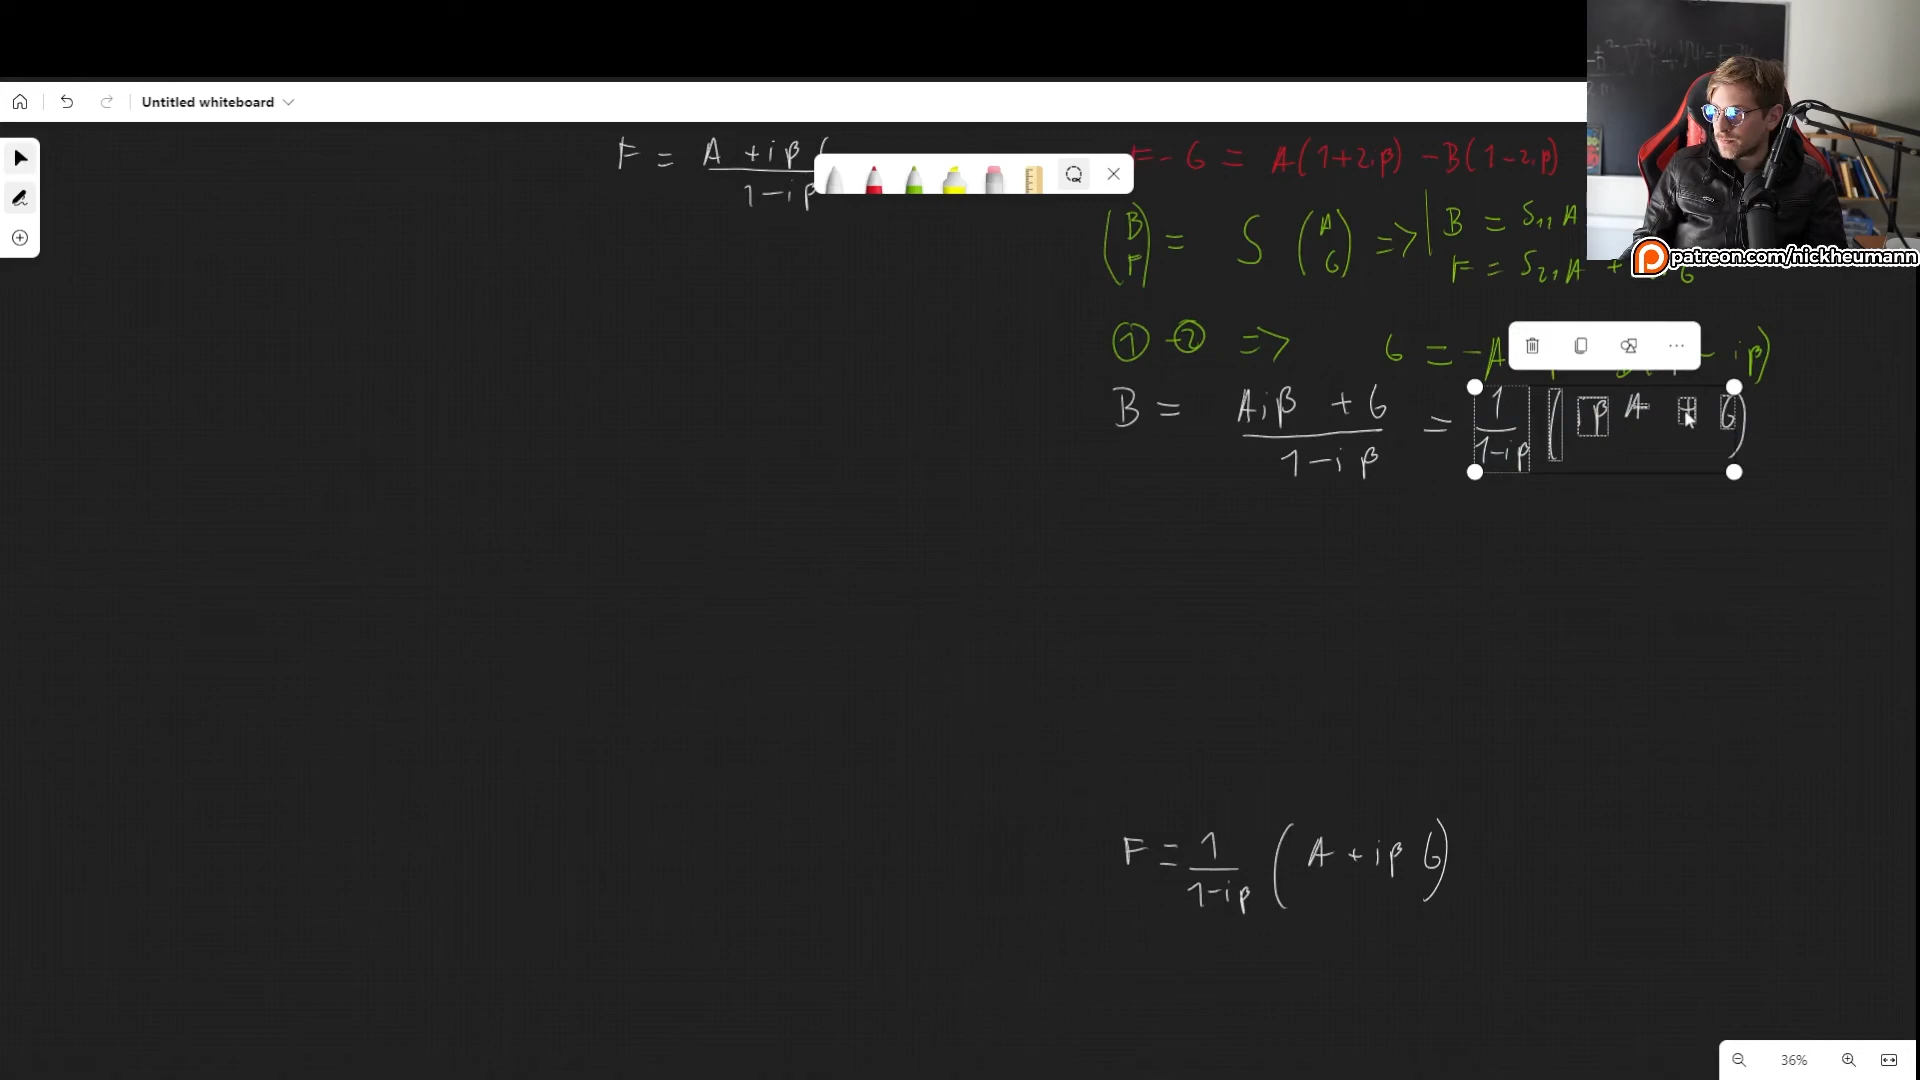 Untitled whiteboard
F = A + iβ
1 - iβ
F - G = A(1+2iβ) - B(1-2iβ)
(B F) = S (A G) => B = S₁₁ A
F = S₂₁ A + G
① - ② => G = -A - iβ)
B = Aiβ + G / 1-iβ = 1/1-iβ ( iβ A + G )
F = 1/1-iβ ( A + iβ G )
patreon.com/nickheumann
36%